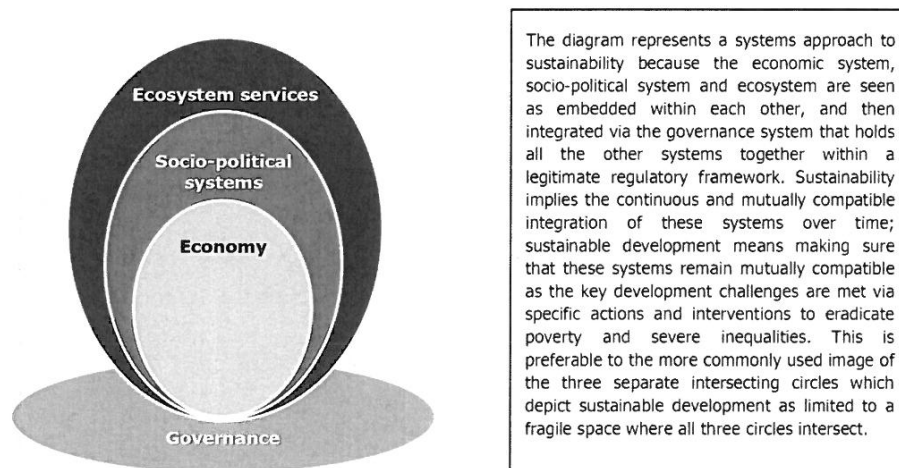 Ecosystem services
Socio-political
systems
Economy
Governance
The diagram represents a systems approach to
sustainability because the economic system,
socio-political system and ecosystem are seen
as embedded within each other, and then
integrated via the governance system that holds
all the other systems together within a
legitimate regulatory framework. Sustainability
implies the continuous and mutually compatible
integration of these systems over time;
sustainable development means making sure
that these systems remain mutually compatible
as the key development challenges are met via
specific actions and interventions to eradicate
poverty and severe inequalities. This is
preferable to the more commonly used image of
the three separate intersecting circles which
depict sustainable development as limited to a
fragile space where all three circles intersect.